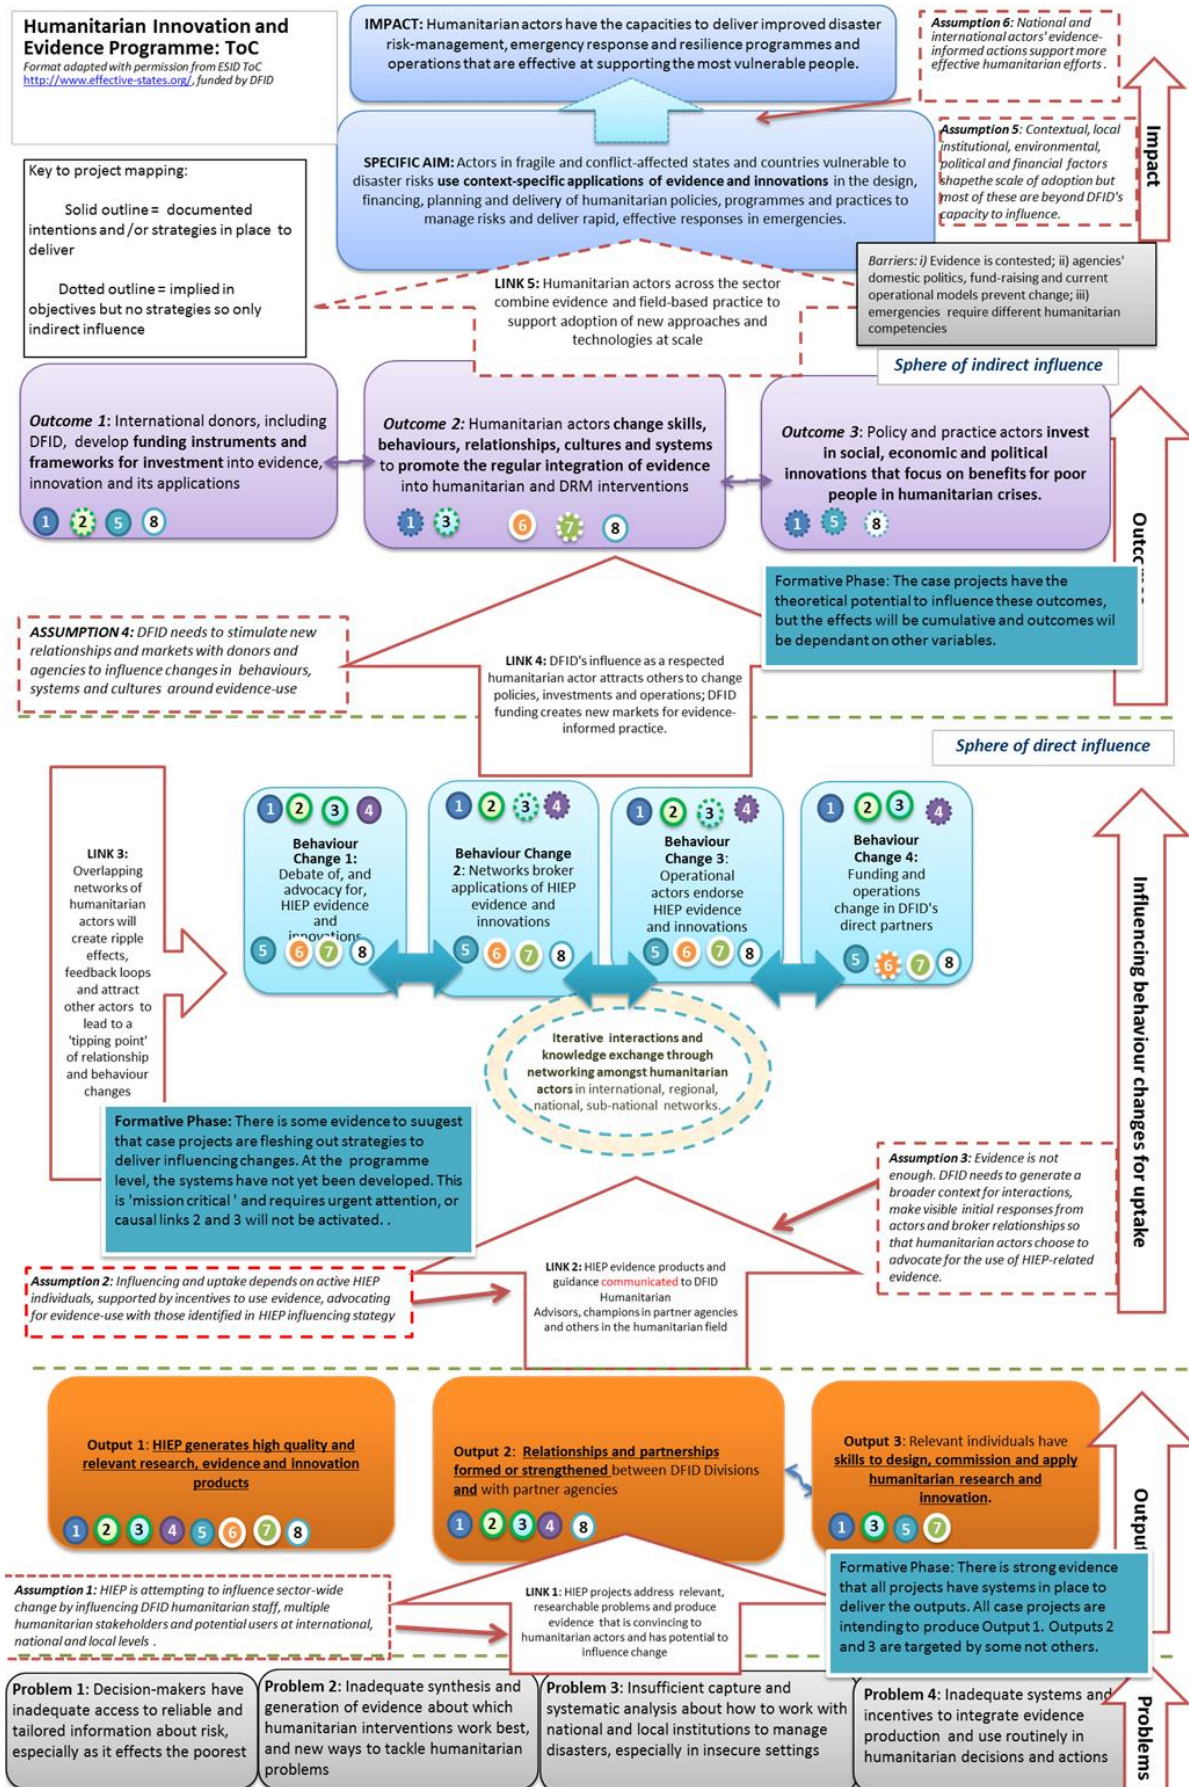 Humanitarian Innovation and
Evidence Programme: ToC
Format adapted with permission from ESID ToC
http://www.effective-states.org/, funded by DFID
IMPACT: Humanitarian actors have the capacities to deliver improved disaster
risk-management, emergency response and resilience programmes and
operations that are effective at supporting the most vulnerable people.
Assumption 6: National and
international actors' evidence-
informed actions support more
effective humanitarian efforts .
Impact
Key to project mapping:
Solid outline = documented
intentions and /or strategies in place to
deliver
Dotted outline = implied in
objectives but no strategies so only
indirect influence
SPECIFIC AIM: Actors in fragile and conflict-affected states and countries vulnerable to
disaster risks use context-specific applications of evidence and innovations in the design,
financing, planning and delivery of humanitarian policies, programmes and practices to
manage risks and deliver rapid, effective responses in emergencies.
Assumption 5: Contextual, local
institutional, environmental,
political and financial factors
shapethe scale of adoption but
most of these are beyond DFID's
capacity to influence.
LINK 5: Humanitarian actors across the sector
combine evidence and field-based practice to
support adoption of new approaches and
technologies at scale
Barriers: i) Evidence is contested; ii) agencies'
domestic politics, fund-raising and current
operational models prevent change; iii)
emergencies require different humanitarian
competencies
Sphere of indirect influence
Outcome 1: International donors, including
DFID, develop funding instruments and
frameworks for investment into evidence,
innovation and its applications
1 2 5 8
Outcome 2: Humanitarian actors change skills,
behaviours, relationships, cultures and systems
to promote the regular integration of evidence
into humanitarian and DRM interventions
1 3 6 7 8
Outcome 3: Policy and practice actors invest
in social, economic and political
innovations that focus on benefits for poor
people in humanitarian crises.
1 5 8
Formative Phase: The case projects have the
theoretical potential to influence these outcomes,
but the effects will be cumulative and outcomes wil
be dependant on other variables.
ASSUMPTION 4: DFID needs to stimulate new
relationships and markets with donors and
agencies to influence changes in behaviours,
systems and cultures around evidence-use
LINK 4: DFID's influence as a respected
humanitarian actor attracts others to change
policies, investments and operations; DFID
funding creates new markets for evidence-
informed practice.
Sphere of direct influence
LINK 3:
Overlapping
networks of
humanitarian
actors will
create ripple
effects,
feedback loops
and attract
other actors to
lead to a
'tipping point'
of relationship
and behaviour
changes
1 2 3 4
Behaviour
Change 1:
Debate of, and
advocacy for,
HIEP evidence
and
innovations
5 6 7 8
1 2 3 4
Behaviour Change
2: Networks broker
applications of HIEP
evidence and
innovations
5 6 7 8
1 2 3 4
Behaviour
Change 3:
Operational
actors endorse
HIEP evidence
and innovations
5 6 7 8
1 2 3 4
Behaviour
Change 4:
Funding and
operations
change in DFID's
direct partners
5 6 7 8
Influencing behaviour changes for uptake
Iterative interactions and
knowledge exchange through
networking amongst humanitarian
actors in international, regional,
national, sub-national networks.
Formative Phase: There is some evidence to suugest
that case projects are fleshing out strategies to
deliver influencing changes. At the programme
level, the systems have not yet been developed. This
is 'mission critical ' and requires urgent attention, or
causal links 2 and 3 will not be activated. .
Assumption 3: Evidence is not
enough. DFID needs to generate a
broader context for interactions,
make visible initial responses from
actors and broker relationships so
that humanitarian actors choose to
advocate for the use of HIEP-related
evidence.
Assumption 2: Influencing and uptake depends on active HIEP
individuals, supported by incentives to use evidence, advocating
for evidence-use with those identified in HIEP influencing stategy
LINK 2: HIEP evidence products and
guidance communicated to DFID
Humanitarian
Advisors, champions in partner agencies
and others in the humanitarian field
Output 1: HIEP generates high quality and
relevant research, evidence and innovation
products
1 2 3 4 5 6 7 8
Output 2: Relationships and partnerships
formed or strengthened between DFID Divisions
and with partner agencies
1 2 3 4 8
Output 3: Relevant individuals have
skills to design, commission and apply
humanitarian research and
innovation.
1 3 5 7
Formative Phase: There is strong evidence
that all projects have systems in place to
deliver the outputs. All case projects are
intending to produce Output 1. Outputs 2
and 3 are targeted by some not others.
Assumption 1: HIEP is attempting to influence sector-wide
change by influencing DFID humanitarian staff, multiple
humanitarian stakeholders and potential users at international,
national and local levels .
LINK 1: HIEP projects address relevant,
researchable problems and produce
evidence that is convincing to
humanitarian actors and has potential to
influence change
Problem 1: Decision-makers have
inadequate access to reliable and
tailored information about risk,
especially as it effects the poorest
Problem 2: Inadequate synthesis and
generation of evidence about which
humanitarian interventions work best,
and new ways to tackle humanitarian
problems
Problem 3: Insufficient capture and
systematic analysis about how to work with
national and local institutions to manage
disasters, especially in insecure settings
Problem 4: Inadequate systems and
incentives to integrate evidence
production and use routinely in
humanitarian decisions and actions
Problems